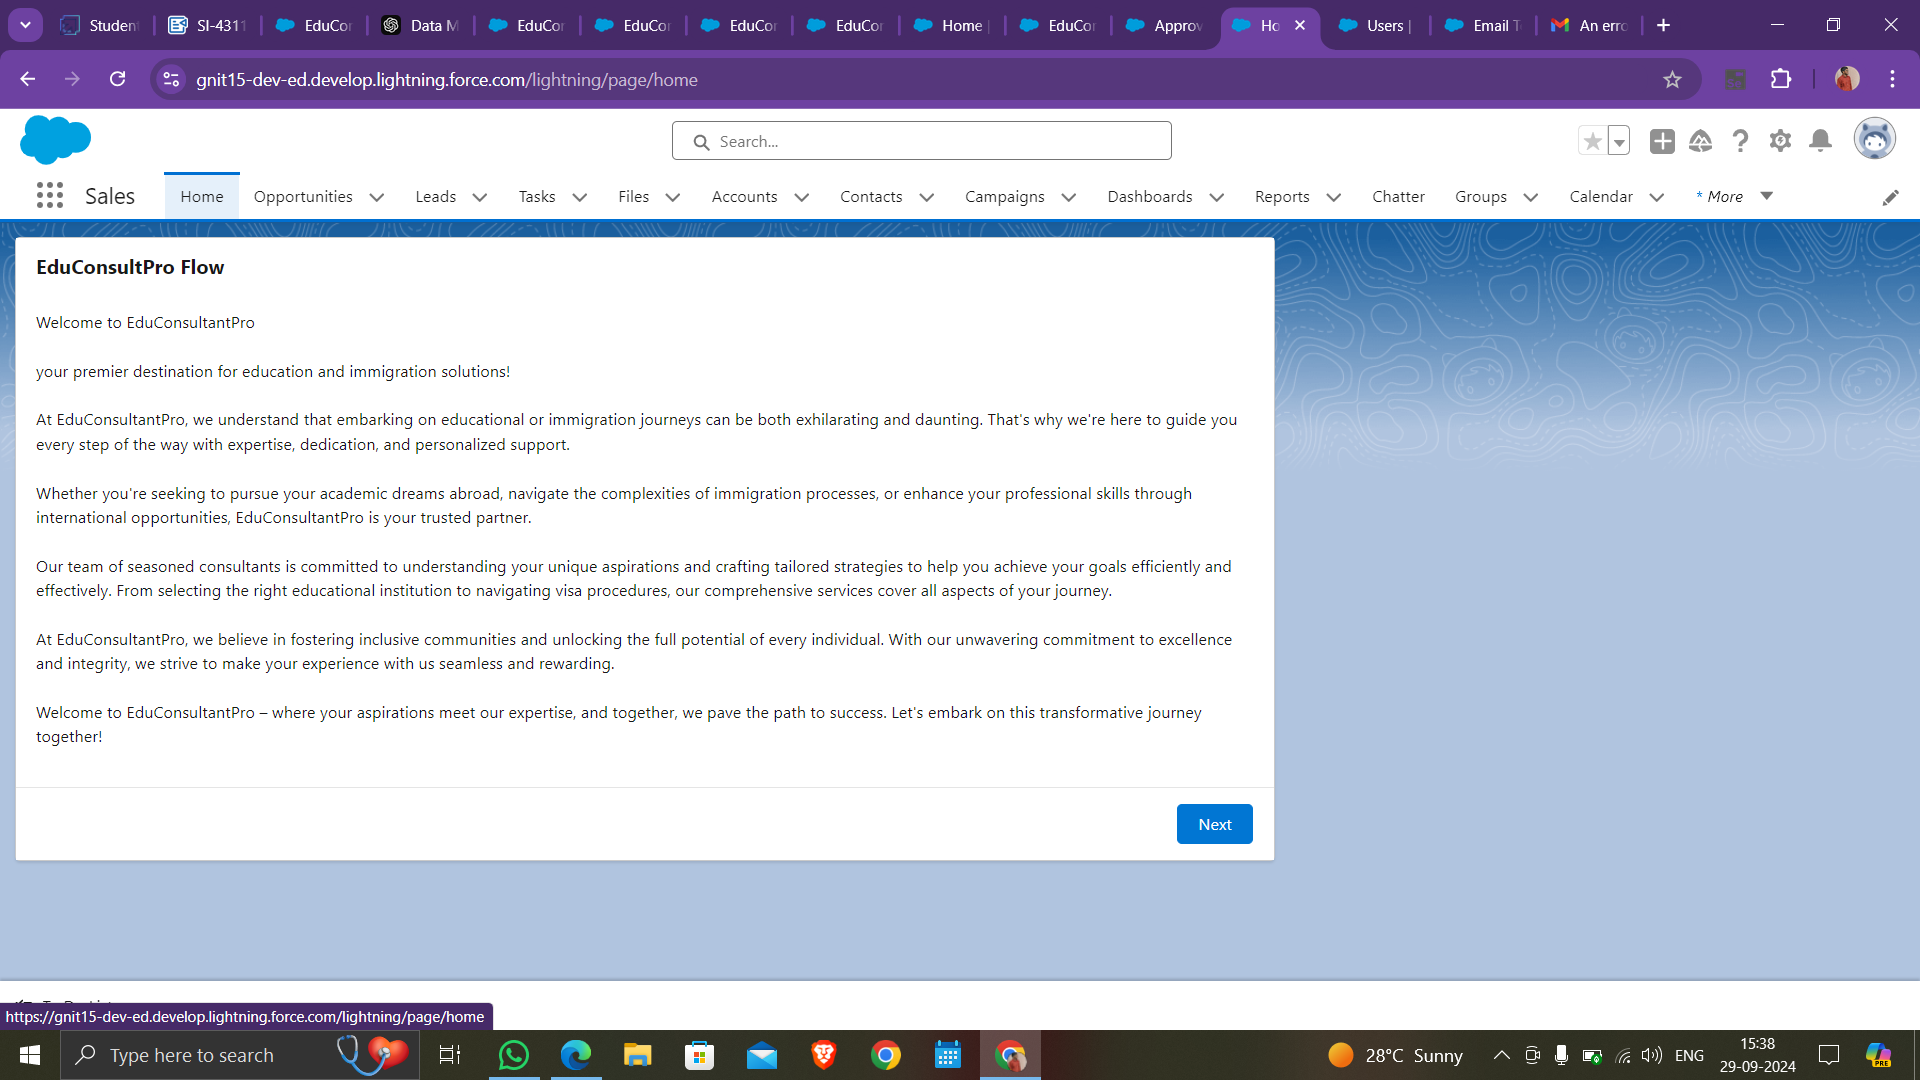 Student
SI-4311
EduCor
Data M
EduCor
EduCor
EduCor
EduCor
Home |
EduCor
Approv
Ho
Users |
Email T
An erro
gnit15-dev-ed.develop.lightning.force.com/lightning/page/home
Search...
Sales
Home
Opportunities
Leads
Tasks
Files
Accounts
Contacts
Campaigns
Dashboards
Reports
Chatter
Groups
Calendar
* More
EduConsultPro Flow
Welcome to EduConsultantPro
your premier destination for education and immigration solutions!
At EduConsultantPro, we understand that embarking on educational or immigration journeys can be both exhilarating and daunting. That's why we're here to guide you
every step of the way with expertise, dedication, and personalized support.
Whether you're seeking to pursue your academic dreams abroad, navigate the complexities of immigration processes, or enhance your professional skills through
international opportunities, EduConsultantPro is your trusted partner.
Our team of seasoned consultants is committed to understanding your unique aspirations and crafting tailored strategies to help you achieve your goals efficiently and
effectively. From selecting the right educational institution to navigating visa procedures, our comprehensive services cover all aspects of your journey.
At EduConsultantPro, we believe in fostering inclusive communities and unlocking the full potential of every individual. With our unwavering commitment to excellence
and integrity, we strive to make your experience with us seamless and rewarding.
Welcome to EduConsultantPro – where your aspirations meet our expertise, and together, we pave the path to success. Let's embark on this transformative journey
together!
Next
https://gnit15-dev-ed.develop.lightning.force.com/lightning/page/home
Type here to search
28°C Sunny
ENG
15:38
29-09-2024
PRE